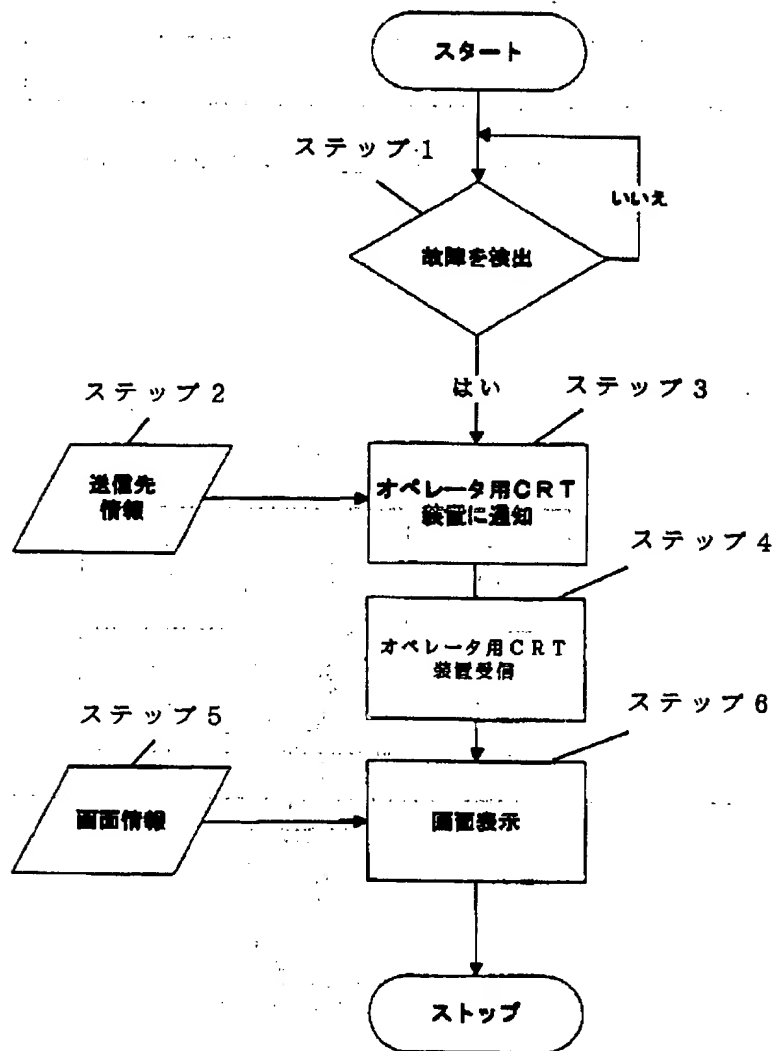 スタート
ステップ1
いいえ
故障を検出
はい
ステップ2
ステップ3
送信先
情報
オペレータ用CRT
装置に通知
ステップ4
オペレータ用CRT
装置受信
ステップ5
ステップ6
画面情報
画面表示
ストップ